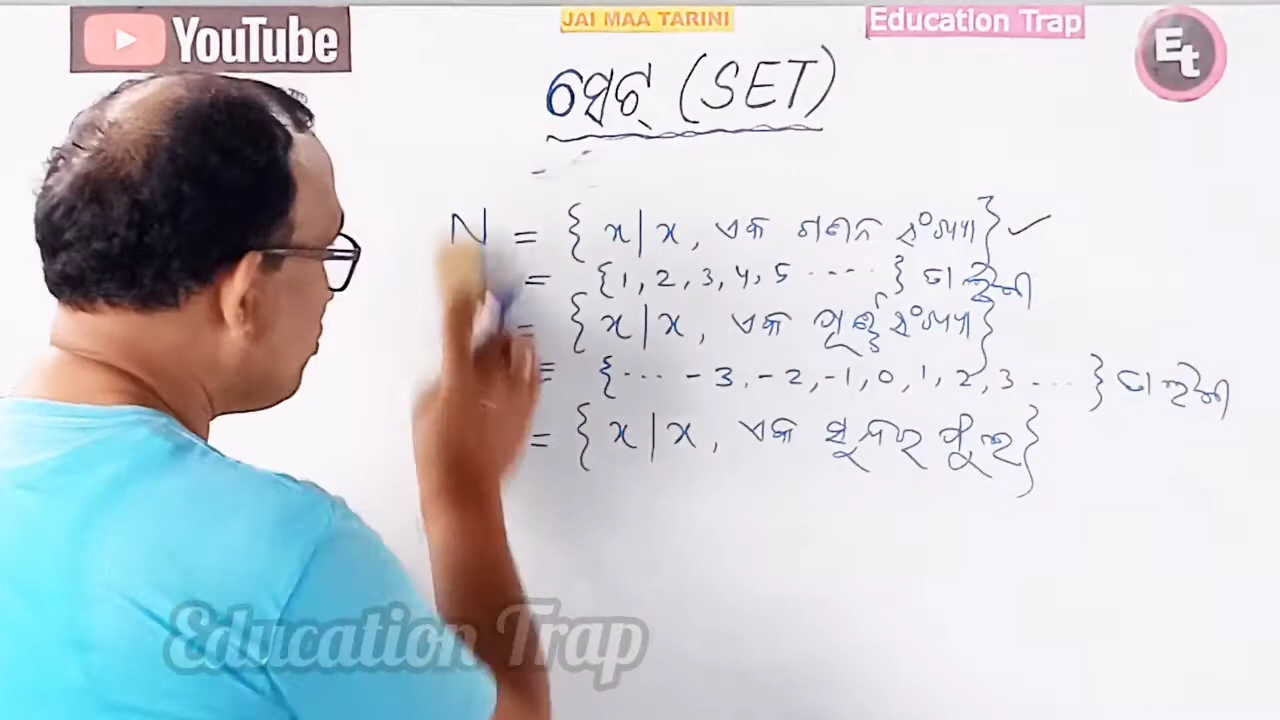 YouTube
JAI MAA TARINI
Education Trap
Et
ସେଟ୍ (SET)
N = { x | x, ଏକ ଗଣନ ସଂଖ୍ୟା } ✓
= {1, 2, 3, 4, 5 ..... }
= { x | x, ଏକ ପୂର୍ଣ୍ଣ ସଂଖ୍ୟା }
= {... -3, -2, -1, 0, 1, 2, 3 .... }
= { x | x, ଏକ ସୁନ୍ଦର ଫୁଲ }
Education Trap